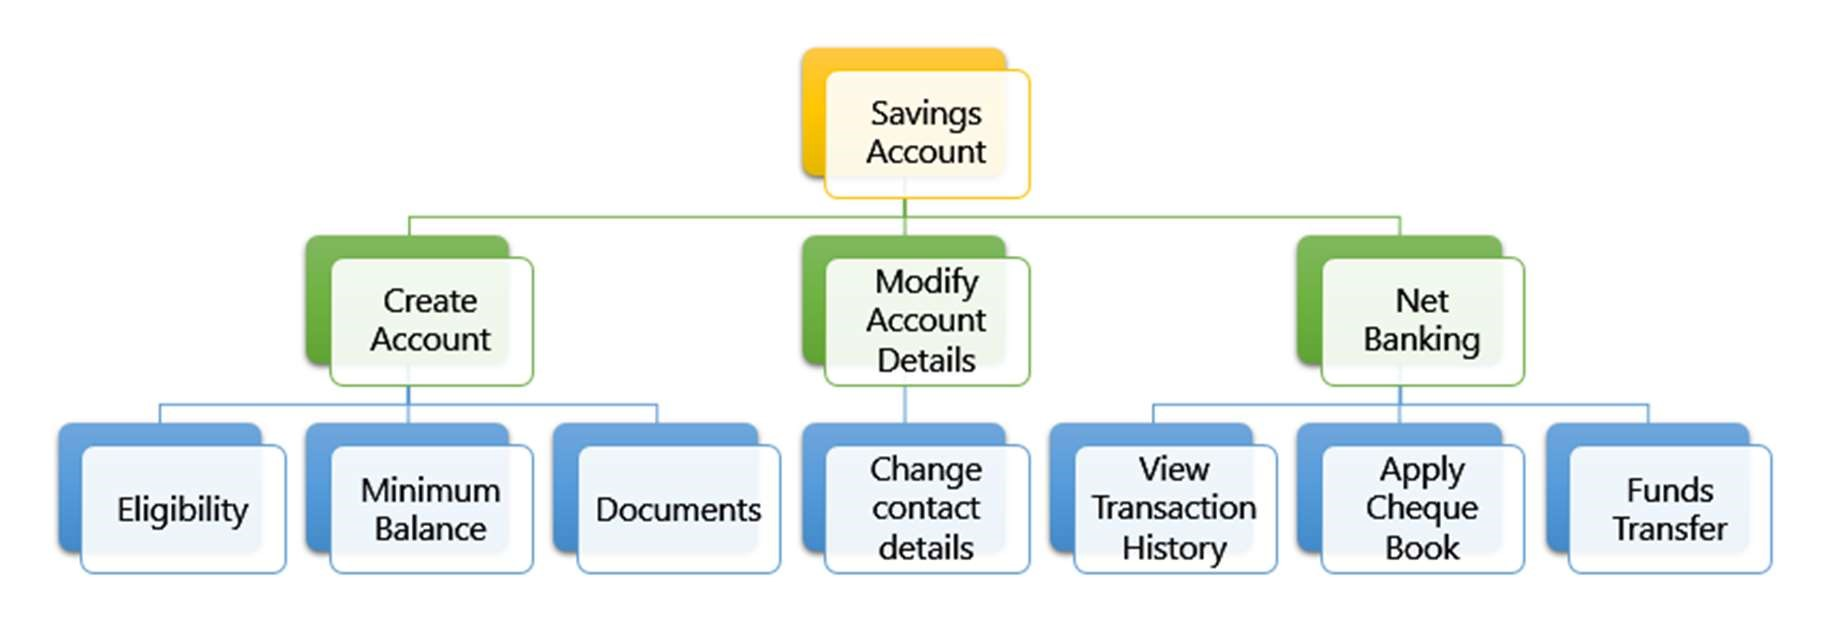 Savings
Account
Create
Account
Modify
Account
Details
Net
Banking
Eligibility
Minimum
Balance
Documents
Change
contact
details
View
Transaction
History
Apply
Cheque
Book
Funds
Transfer